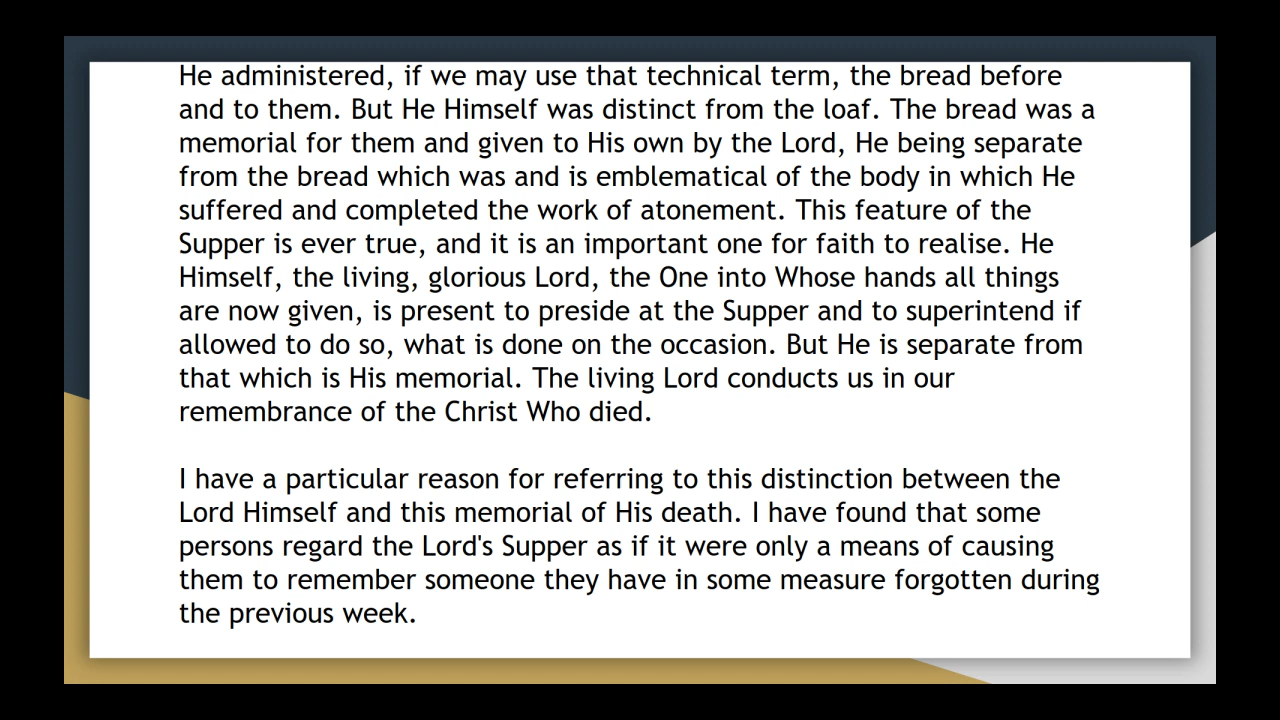 He administered, if we may use that technical term, the bread before
and to them. But He Himself was distinct from the loaf. The bread was a
memorial for them and given to His own by the Lord, He being separate
from the bread which was and is emblematical of the body in which He
suffered and completed the work of atonement. This feature of the
Supper is ever true, and it is an important one for faith to realise. He
Himself, the living, glorious Lord, the One into Whose hands all things
are now given, is present to preside at the Supper and to superintend if
allowed to do so, what is done on the occasion. But He is separate from
that which is His memorial. The living Lord conducts us in our
remembrance of the Christ Who died.
I have a particular reason for referring to this distinction between the
Lord Himself and this memorial of His death. I have found that some
persons regard the Lord's Supper as if it were only a means of causing
them to remember someone they have in some measure forgotten during
the previous week.